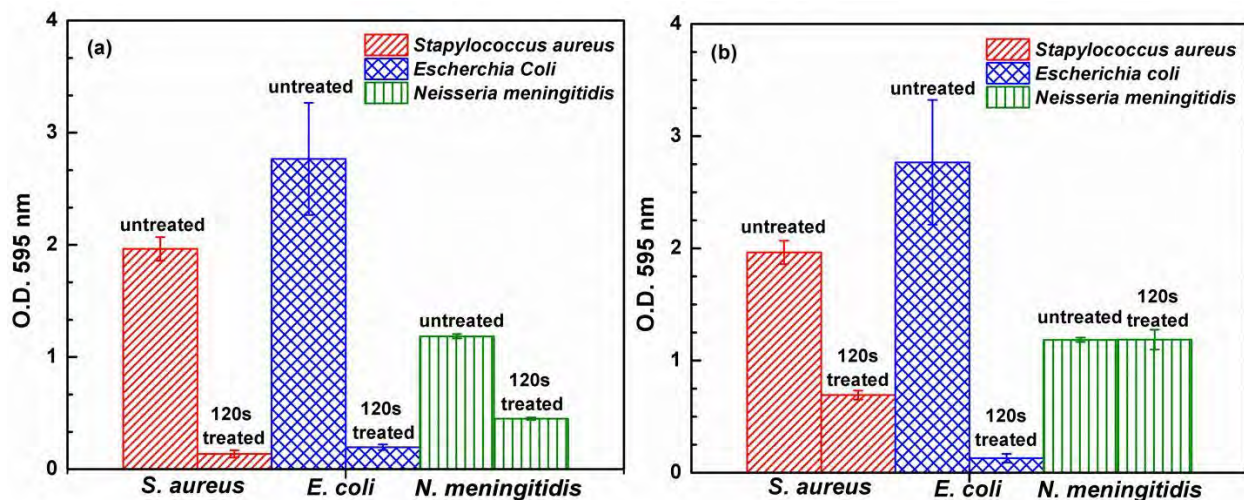 (a)
Stapylococcus aureus
Escherchia Coli
Neisseria meningitidis
O.D. 595 nm
4
3
2
1
0
untreated
120s
treated
untreated
120s
treated
untreated
120s
treated
S. aureus
E. coli
N. meningitidis
(b)
Stapylococcus aureus
Escherichia coli
Neisseria meningitidis
O.D. 595 nm
4
3
2
1
0
untreated
120s
treated
untreated
120s
treated
untreated
120s
treated
S. aureus
E. coli
N. meningitidis